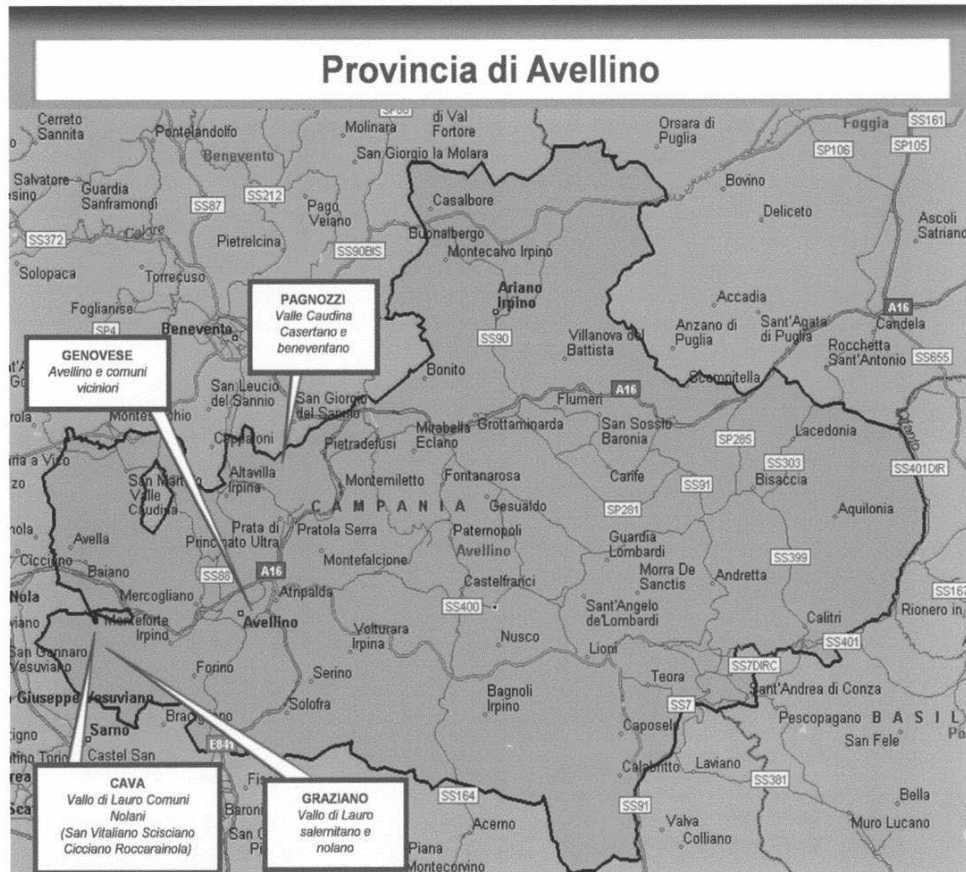 Provincia di Avellino
Cerreto Sannita
Pontelandolfo
Benevento
Molinara
di Val Fortore
Orsara di Puglia
Foggia
SS161
SP106
SP105
San Giorgio la Molara
Salvatore
Guardia Sanframondi
SS212
SS87
Pago Veiano
Casalbore
Bovino
Deliceto
Ascoli Satriano
SS372
Calore
Pietrelcina
SS90BIS
Buonalbergo
Montecalvo Irpino
Solopaca
Torrecuso
Ariano Irpino
Accadia
A16
Foglianise
SP4
Benevento
PAGNOZZI
Valle Caudina
Casertano e
beneventano
SS90
Villanova del Battista
Anzano di Puglia
Sant'Agata di Puglia
Candela
Rocchetta Sant'Antonio
SS655
GENOVESE
Avellino e comuni
viciniori
Bonito
San Leucio del Sannio
San Giorgio del Sannio
A16
Flumeri
Mirabella Eclano
Grottaminarda
San Sossio Baronia
SP285
Lacedonia
Ofanto
Pietradefusi
Altavilla Irpina
Montemiletto
Fontanarosa
Carife
SS91
SS303
Bisaccia
SS401DIR
Valle Caudina
CAMPANIA
Gesualdo
SP281
Aquilonia
Avella
Prata di Principato Ultra
Pratola Serra
Paternopoli
Avellino
Guardia Lombardi
Cicciano
Baiano
SS88
A16
Montefalcione
Castelfranci
Morra De Sanctis
Andretta
SS399
SS167
Nola
Mercogliano
Atripalda
SS400
Sant'Angelo de'Lombardi
Calitri
Rionero in
Monteforte Irpino
Avellino
Volturara Irpina
Nusco
Lioni
SS401
San Gennaro Vesuviano
Forino
Serino
Teora
SS7DIRC
Giuseppe Vesuviano
Solofra
Bagnoli Irpino
SS7
Sant'Andrea di Conza
Sarno
Caposele
Pescopagano
BASIL
San Fele
Castel San
E841
Calabritto
Laviano
SS381
CAVA
Vallo di Lauro Comuni
Nolani
(San Vitaliano Scisciano
Cicciano Roccarainola)
GRAZIANO
Vallo di Lauro
salernitano e
nolano
SS164
SS91
Bella
Acerno
Valva
Colliano
Muro Lucano
Piana
Montecorvino